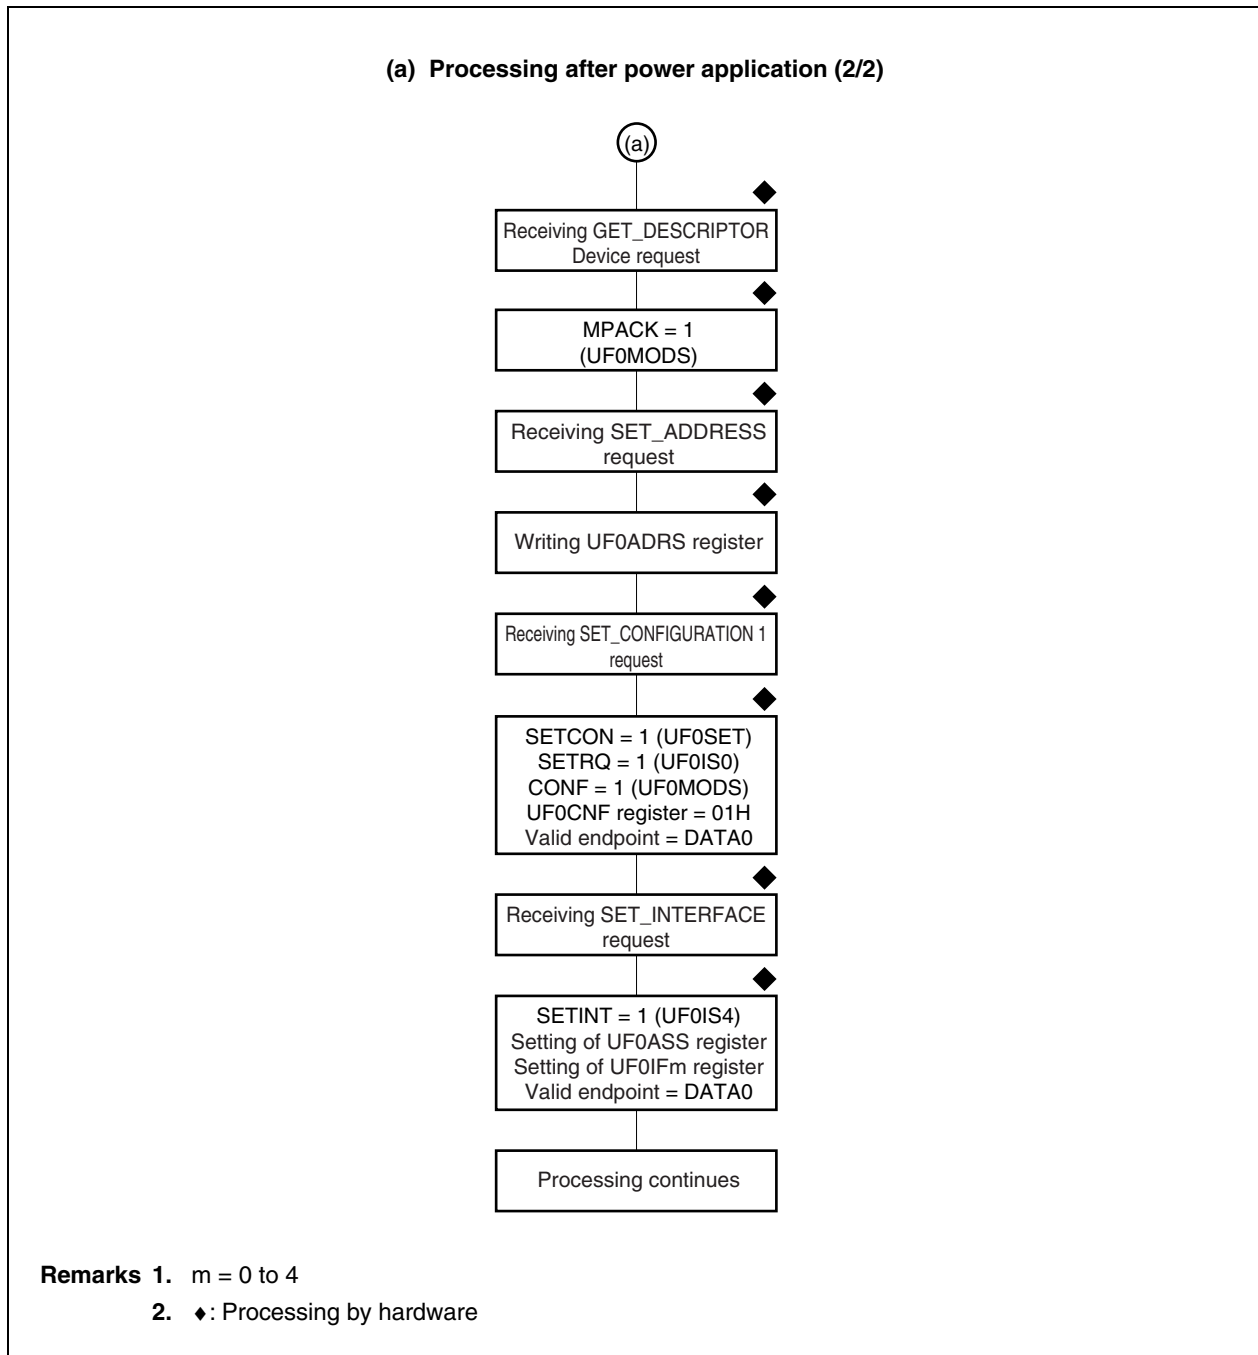 (a) Processing after power application (2/2)
(a)
Receiving GET_DESCRIPTOR
Device request
MPACK = 1
(UF0MODS)
Receiving SET_ADDRESS
request
Writing UF0ADRS register
Receiving SET_CONFIGURATION 1
request
SETCON = 1 (UF0SET)
SETRQ = 1 (UF0IS0)
CONF = 1 (UF0MODS)
UF0CNF register = 01H
Valid endpoint = DATA0
Receiving SET_INTERFACE
request
SETINT = 1 (UF0IS4)
Setting of UF0ASS register
Setting of UF0IFm register
Valid endpoint = DATA0
Processing continues
Remarks 1. m = 0 to 4
2. ♦: Processing by hardware